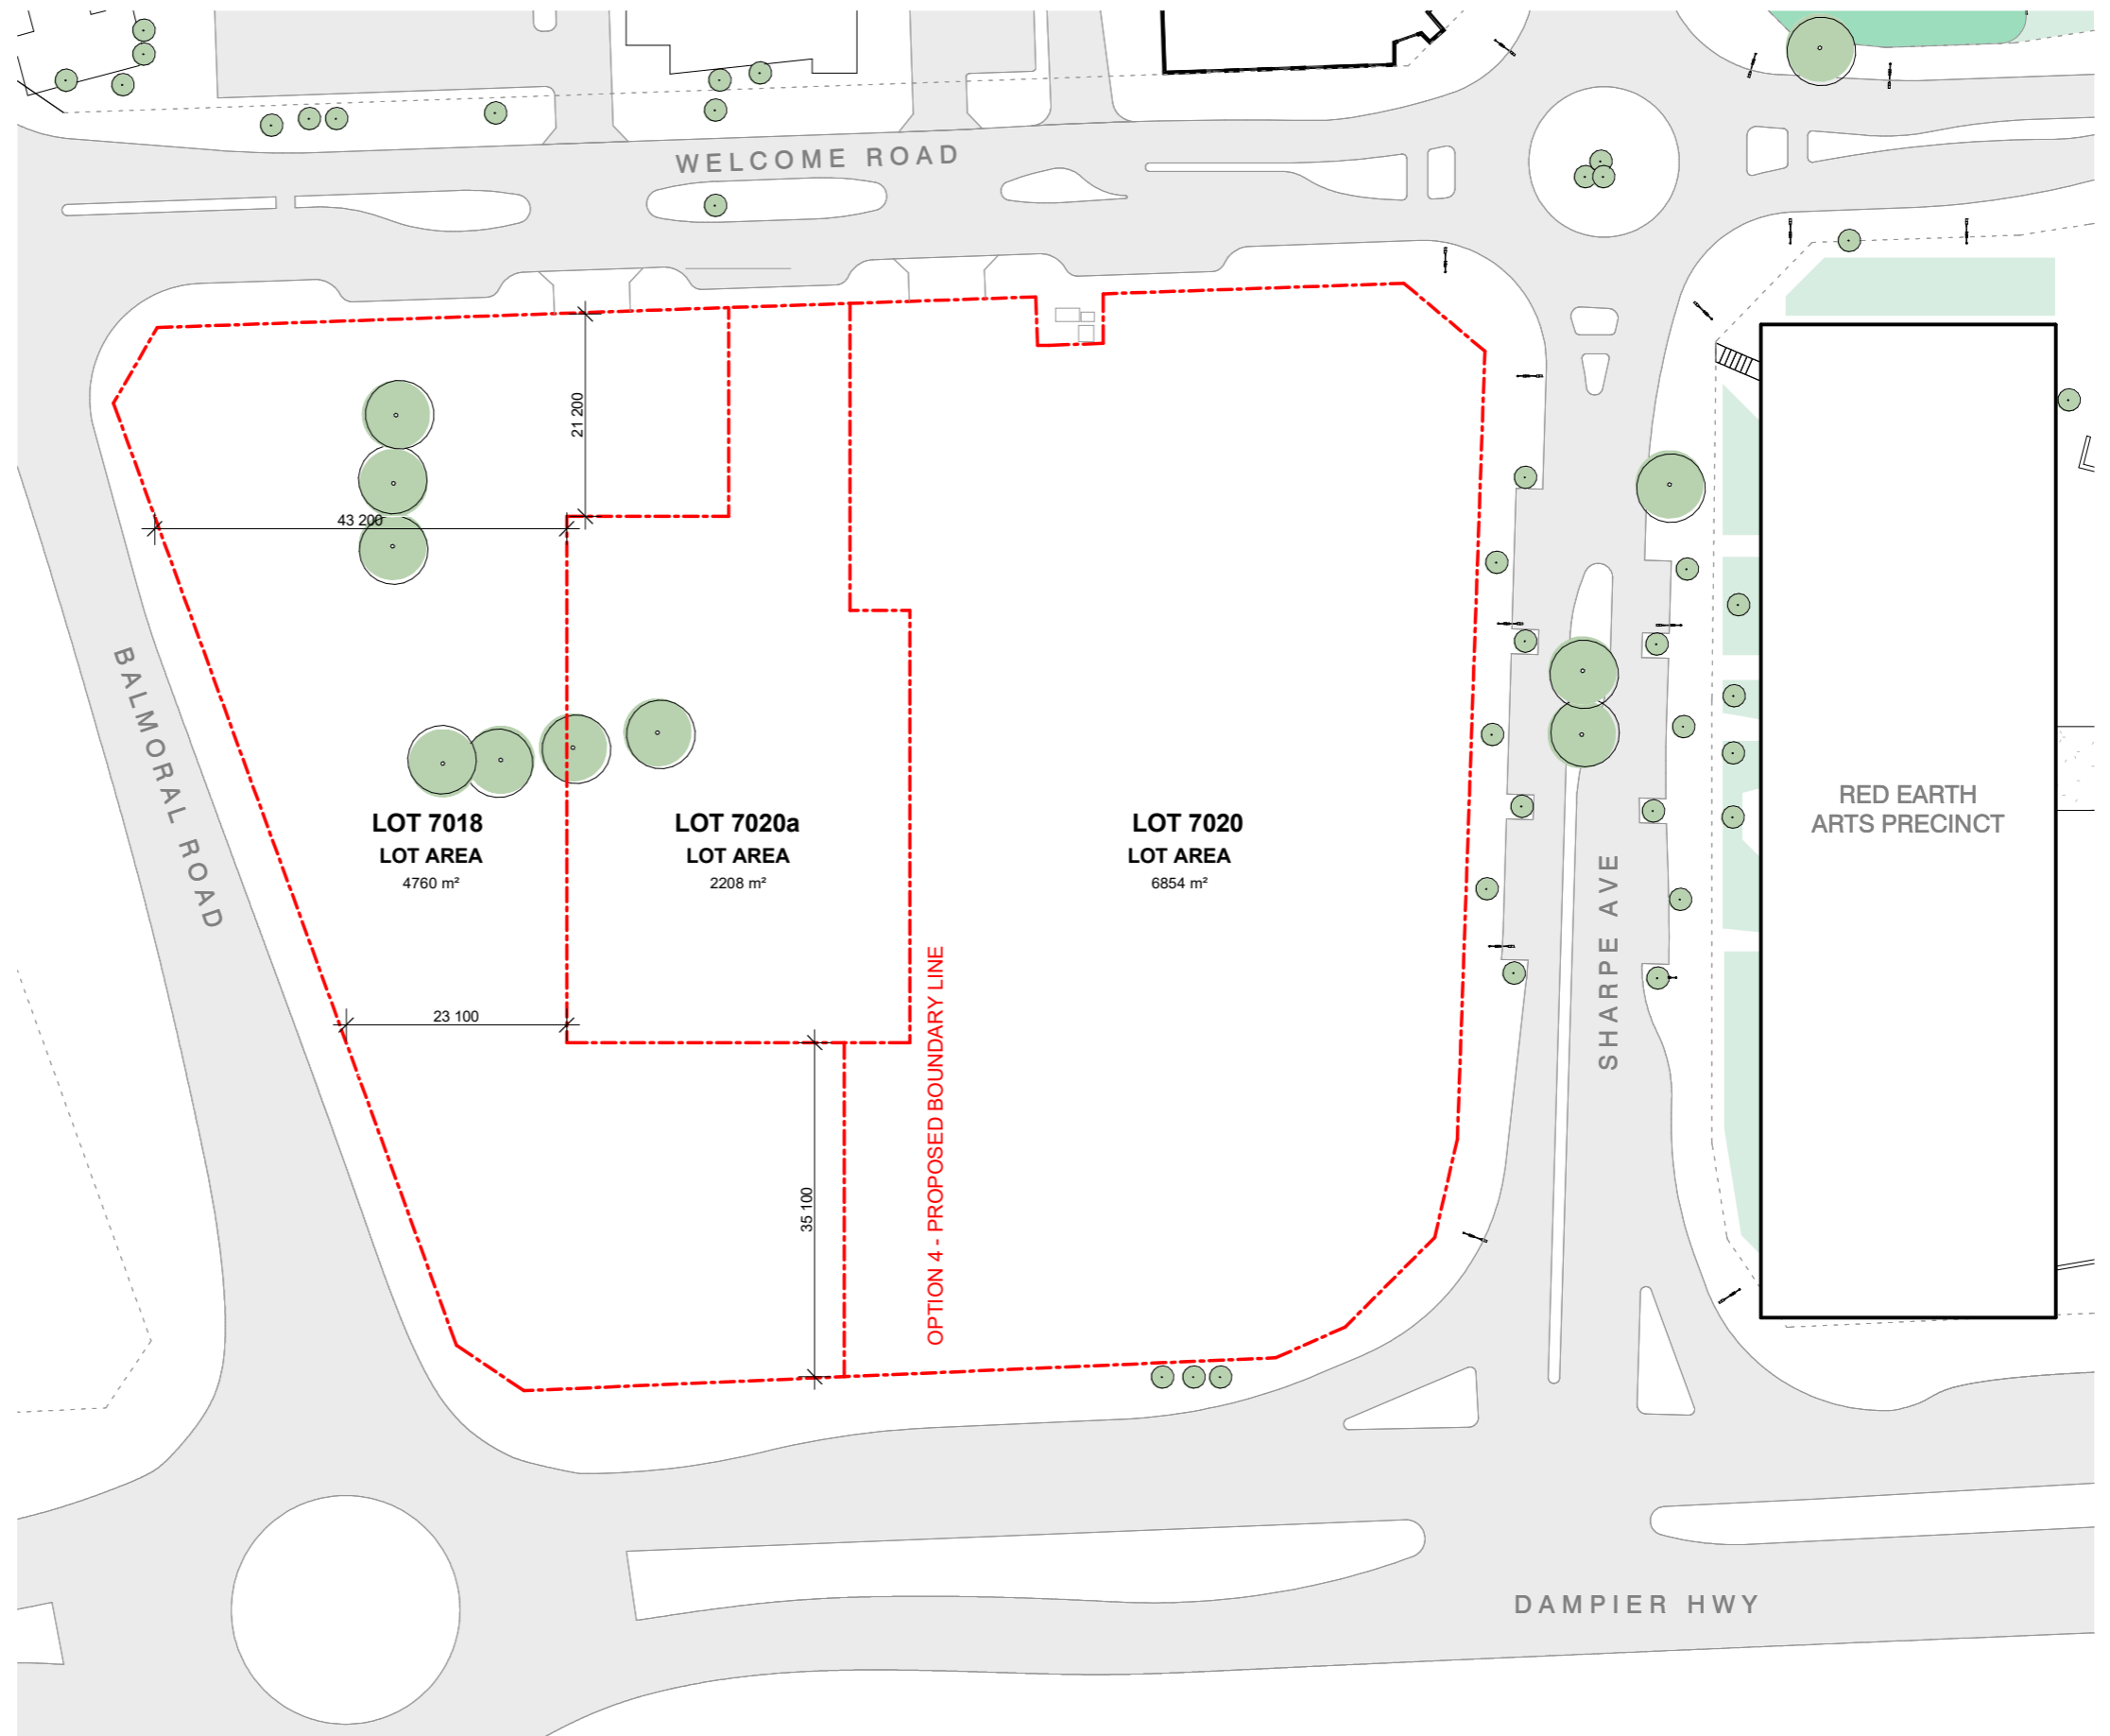 WELCOME ROAD
21 200
43 200
BALMORAL ROAD
LOT 7018
LOT AREA
4760 m²
LOT 7020a
LOT AREA
2208 m²
LOT 7020
LOT AREA
6854 m²
RED EARTH
ARTS PRECINCT
SHARPE AVE
OPTION 4 - PROPOSED BOUNDARY LINE
23 100
35 100
DAMPIER HWY